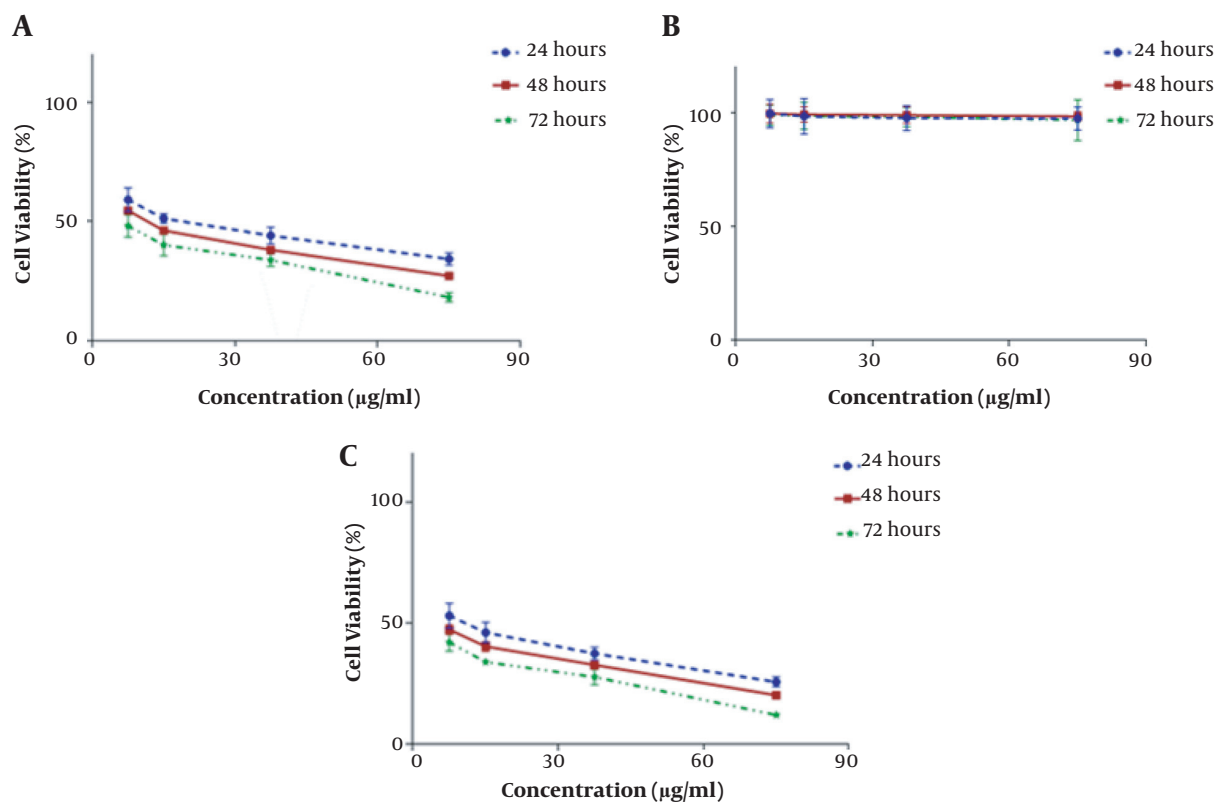 A
24 hours
48 hours
72 hours
Cell Viability (%)
100
50
0
0 30 60 90
Concentration (µg/ml)
B
24 hours
48 hours
72 hours
Cell Viability (%)
100
50
0
0 30 60 90
Concentration (µg/ml)
C
24 hours
48 hours
72 hours
Cell Viability (%)
100
50
0
0 30 60 90
Concentration (µg/ml)